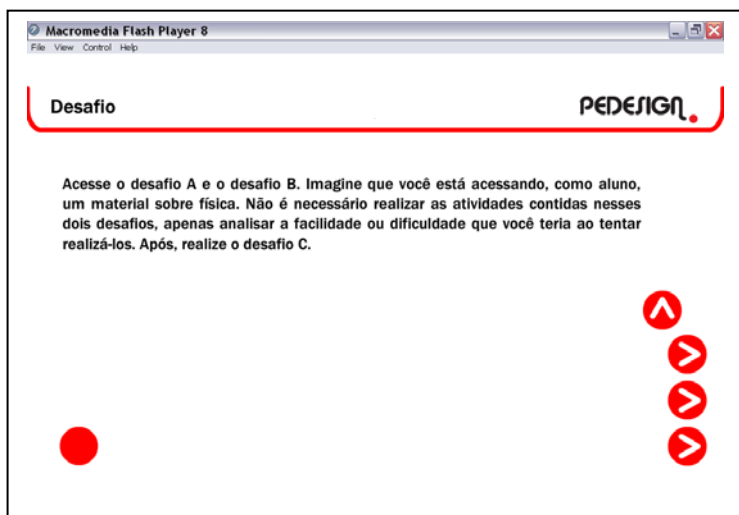 Macromedia Flash Player 8
File View Control Help
Desafio
PEDESIGN.
Acesse o desafio A e o desafio B. Imagine que você está acessando, como aluno,
um material sobre física. Não é necessário realizar as atividades contidas nesses
dois desafios, apenas analisar a facilidade ou dificuldade que você teria ao tentar
realizá-los. Após, realize o desafio C.